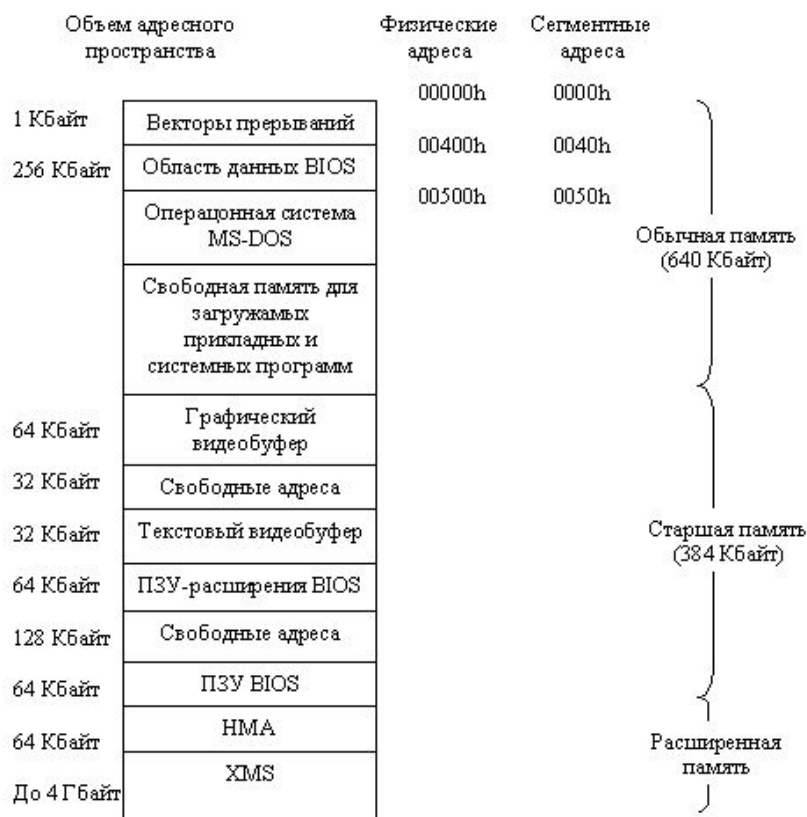 Объем адресного
пространства
Физические
адреса
Сегментные
адреса
00000h 0000h
1 Кбайт Векторы прерываний
00400h 0040h
256 Кбайт Область данных BIOS
00500h 0050h
Операцонная система
MS-DOS
Обычная память
(640 Кбайт)
Свободная память для
загружамых
прикладных и
системных программ
64 Кбайт Графический
видеобуфер
32 Кбайт Свободные адреса
32 Кбайт Текстовый видеобуфер
Старшая память
(384 Кбайт)
64 Кбайт ПЗУ-расширения BIOS
128 Кбайт Свободные адреса
64 Кбайт ПЗУ BIOS
64 Кбайт HMA
Расширенная
память
До 4 Гбайт XMS